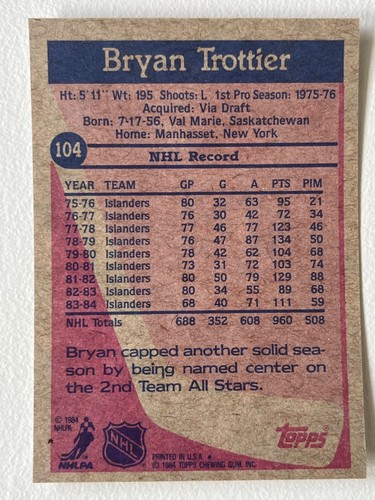 Bryan Trottier
Ht: 5'11" Wt: 195 Shoots: L 1st Pro Season: 1975-76
Acquired: Via Draft
Born: 7-17-56, Val Marie, Saskatchewan
Home: Manhasset, New York
104
NHL Record
YEAR TEAM GP G A PTS PIM
75-76 Islanders 80 32 63 95 21
76-77 Islanders 76 30 42 72 34
77-78 Islanders 77 46 77 123 46
78-79 Islanders 76 47 87 134 50
79-80 Islanders 78 42 62 104 68
80-81 Islanders 73 31 72 103 74
81-82 Islanders 80 50 79 129 88
82-83 Islanders 80 34 55 89 68
83-84 Islanders 68 40 71 111 59
NHL Totals 688 352 608 960 508
Bryan capped another solid sea-
son by being named center on
the 2nd Team All Stars.
© 1984
NHLPA
NHLPA
NHL
topps
PRINTED IN U.S.A.
© 1984 TOPPS CHEWING GUM, INC.